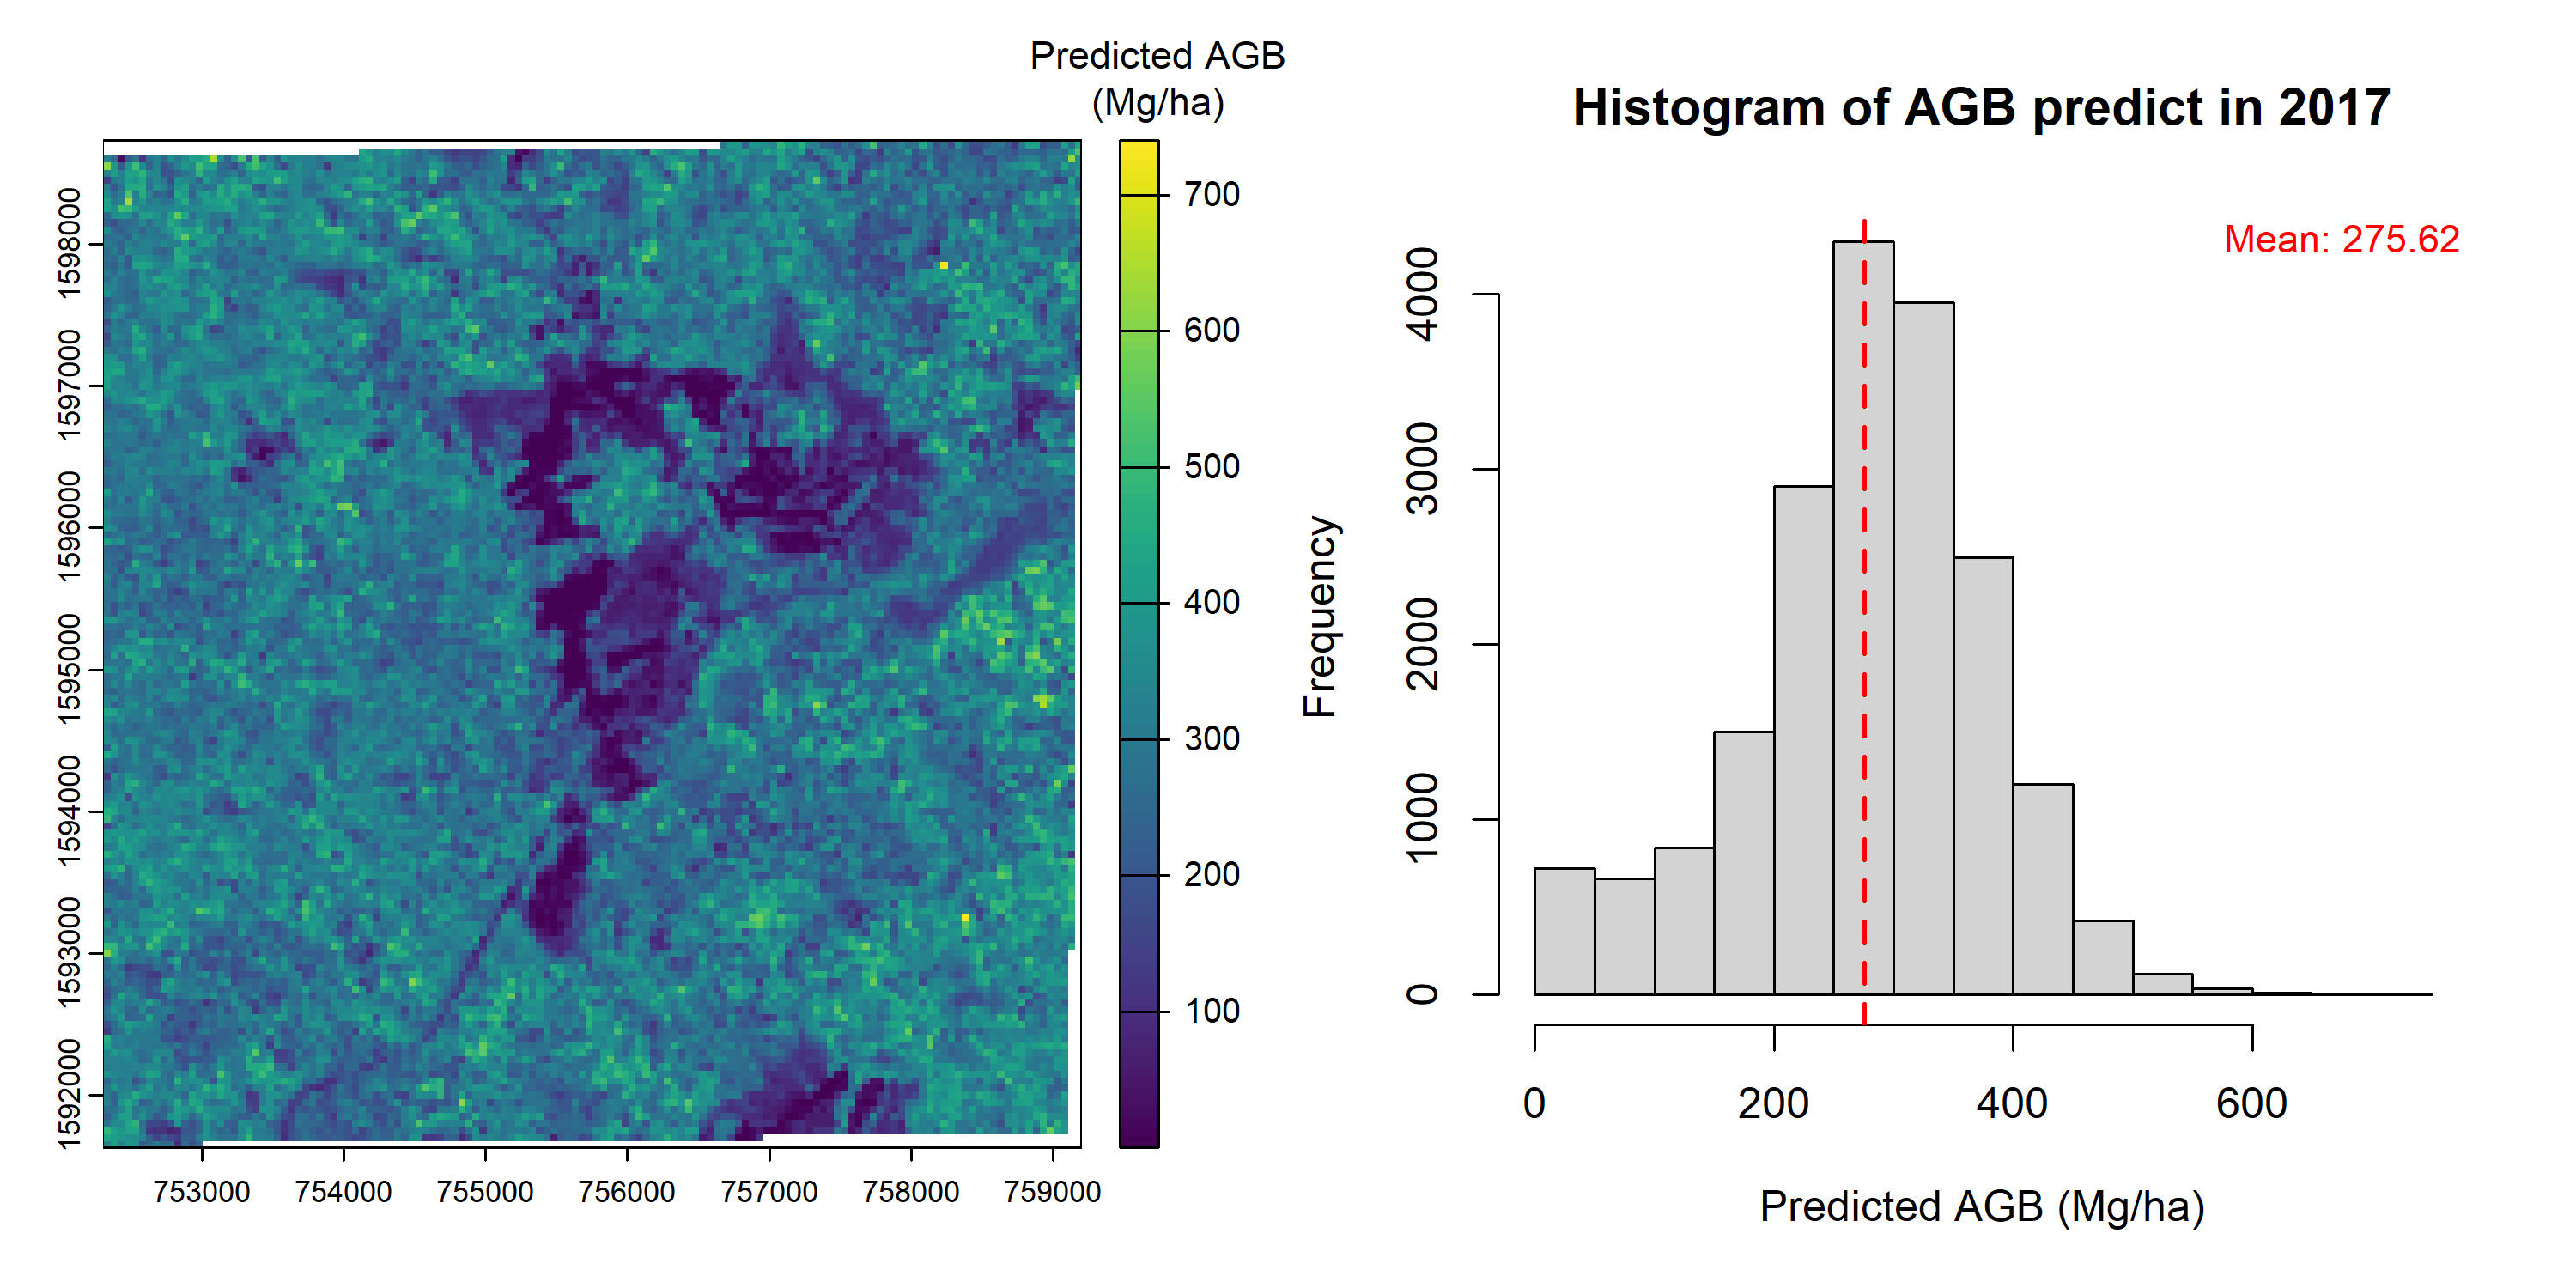 Predicted AGB
(Mg/ha)
1598000
1597000
1596000
1595000
1594000
1593000
1592000
753000 754000 755000 756000 757000 758000 759000
700
600
500
400
300
200
100
Histogram of AGB predict in 2017
Mean: 275.62
Frequency
4000
3000
2000
1000
0
0 200 400 600
Predicted AGB (Mg/ha)